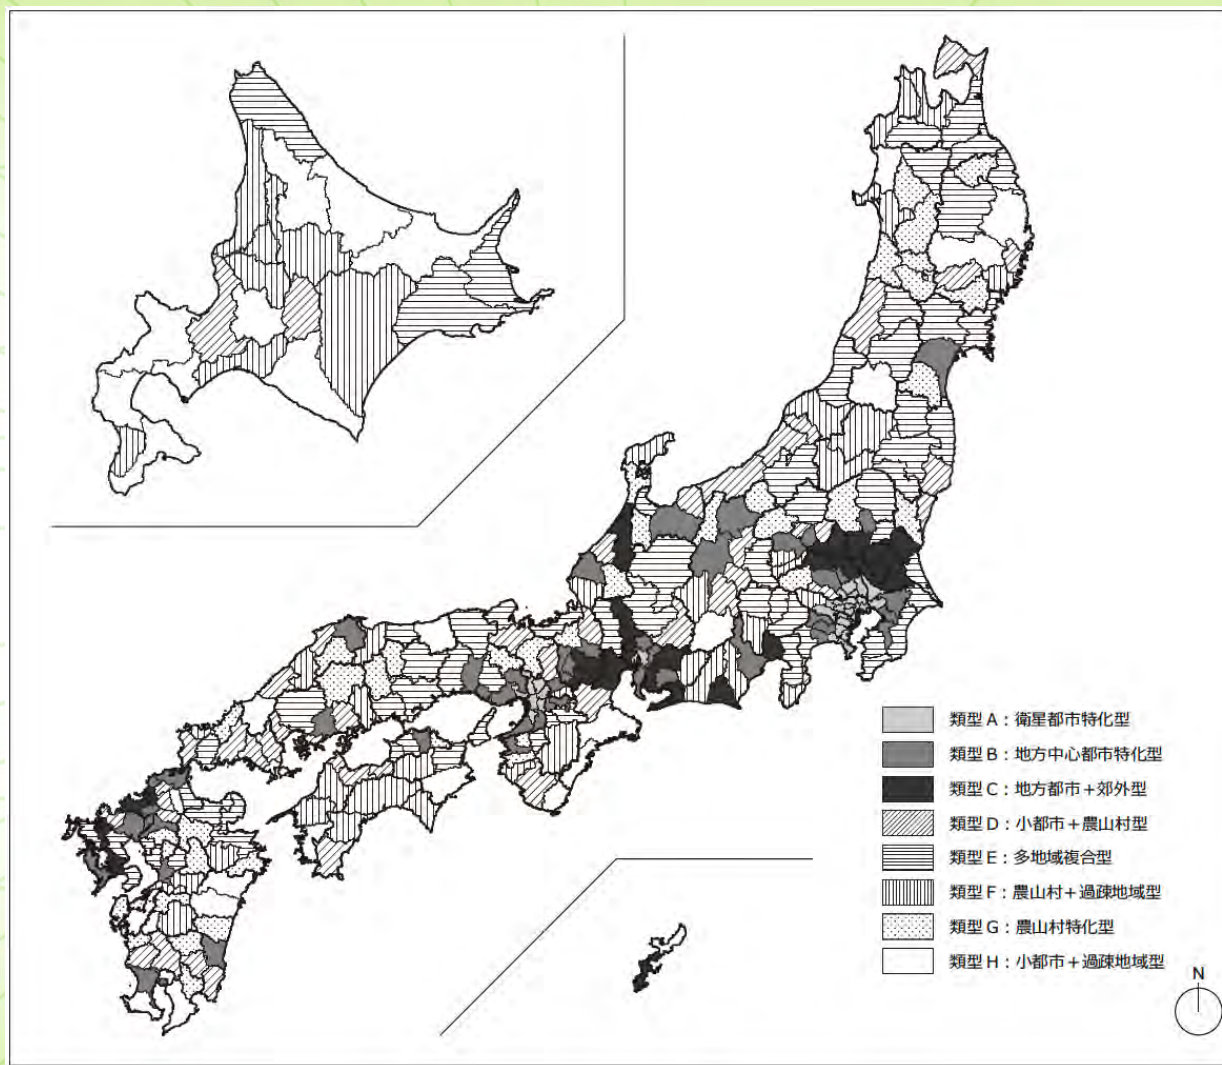 類型 A：衛星都市特化型
類型 B：地方中心都市特化型
類型 C：地方都市＋郊外型
類型 D：小都市＋農山村型
類型 E：多地域複合型
類型 F：農山村＋過疎地域型
類型 G：農山村特化型
類型 H：小都市＋過疎地域型
N